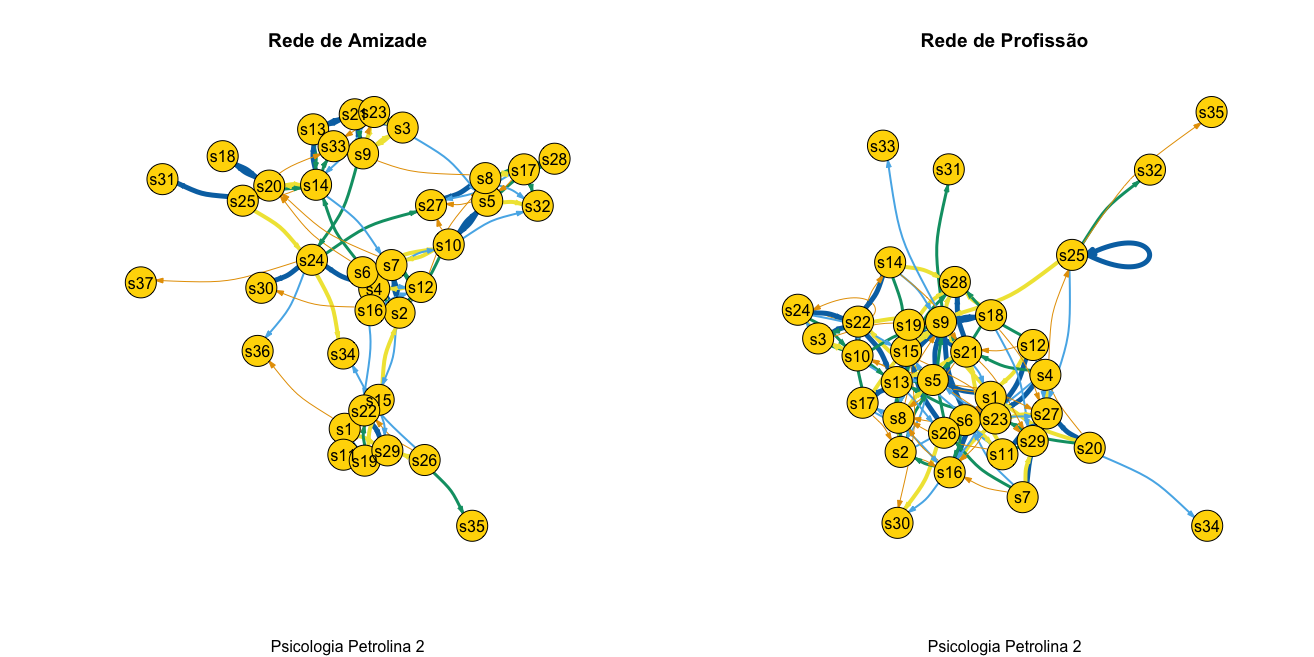 Rede de Amizade
s21 s23
s13 s3
s33 s9
s18 s17 s28
s31 s20 s14 s8
s25 s27 s5 s32
s10
s24 s6 s7
s37 s30 s4 s12
s16 s2
s36 s34
s15
s22
s1
s11 s19 s29 s26
s35
Psicologia Petrolina 2
Rede de Profissão
s35
s33
s31 s32
s25
s14
s28
s24 s22 s19 s9 s18
s3 s10 s15 s21 s12
s13 s5 s4
s17 s1
s8 s6 s23 s27
s26 s29
s2 s11 s20
s16
s7
s30 s34
Psicologia Petrolina 2